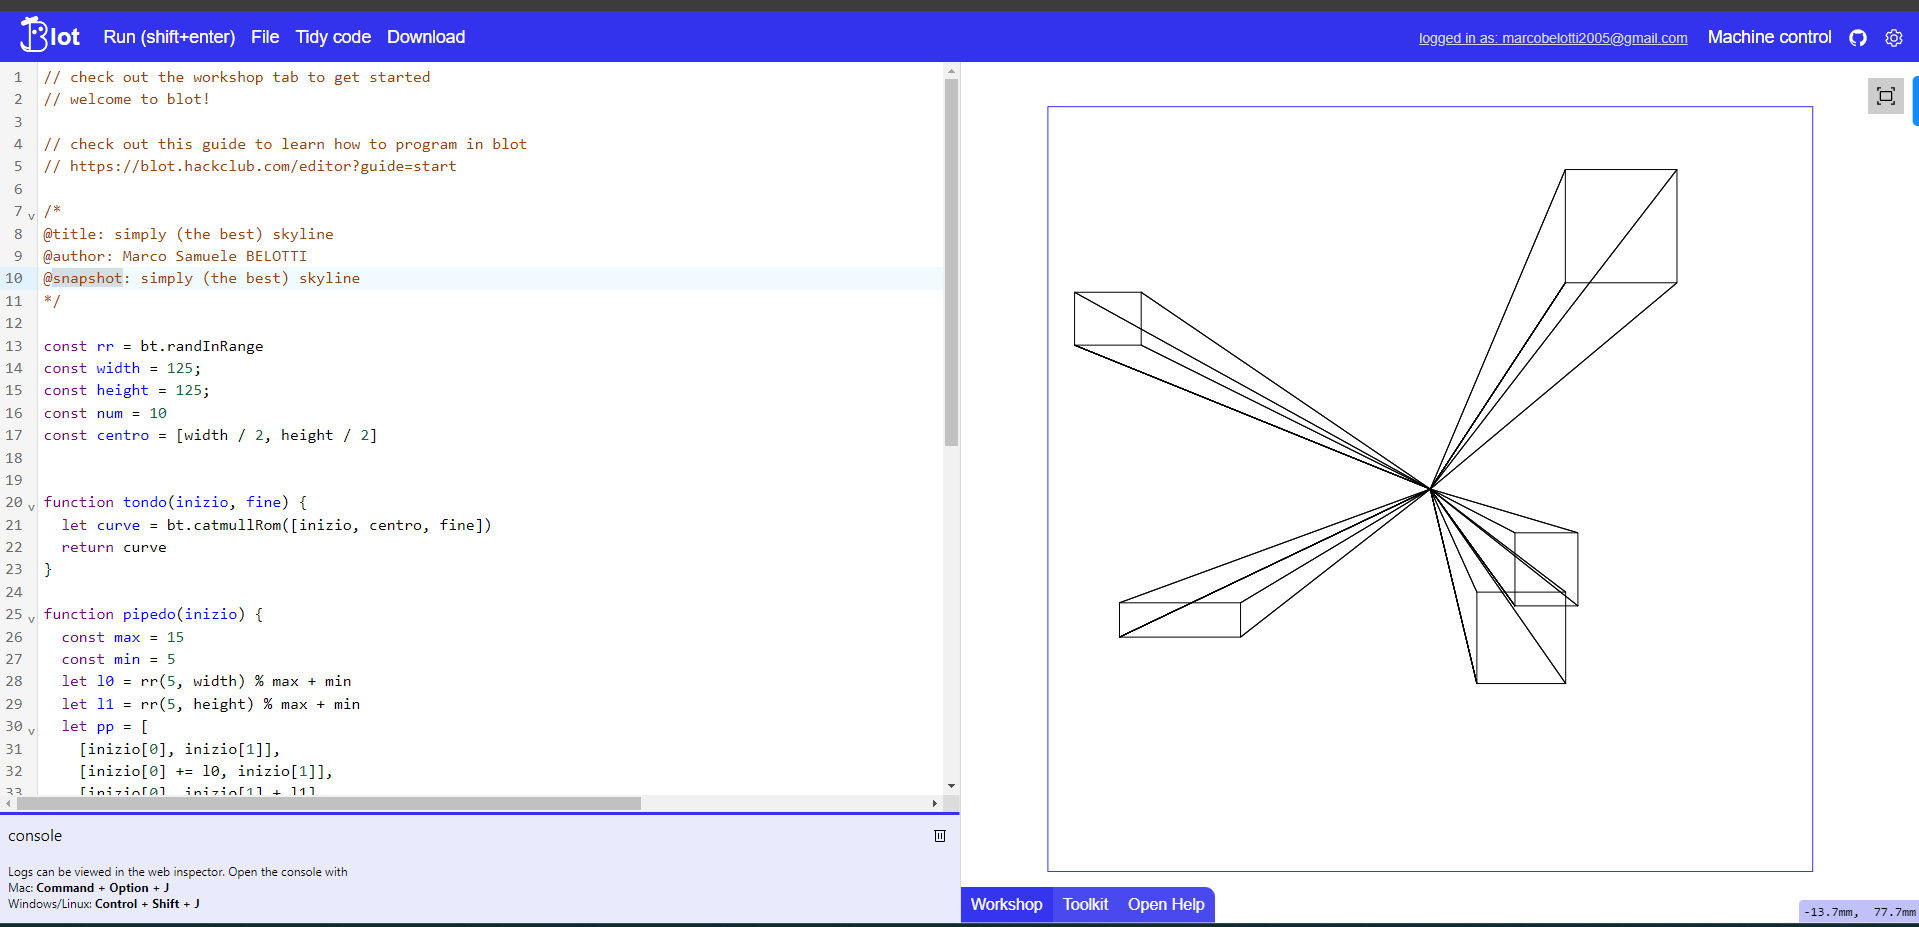 Blot Run (shift+enter) File Tidy code Download logged in as: marcobelotti2005@gmail.com Machine control
1 // check out the workshop tab to get started
2 // welcome to blot!
3
4 // check out this guide to learn how to program in blot
5 // https://blot.hackclub.com/editor?guide=start
6
7 /*
8 @title: simply (the best) skyline
9 @author: Marco Samuele BELOTTI
10 @snapshot: simply (the best) skyline
11 */
12
13 const rr = bt.randInRange
14 const width = 125;
15 const height = 125;
16 const num = 10
17 const centro = [width / 2, height / 2]
18
19
20 function tondo(inizio, fine) {
21 let curve = bt.catmullRom([inizio, centro, fine])
22 return curve
23 }
24
25 function pipedo(inizio) {
26 const max = 15
27 const min = 5
28 let l0 = rr(5, width) % max + min
29 let l1 = rr(5, height) % max + min
30 let pp = [
31 [inizio[0], inizio[1]],
32 [inizio[0] += l0, inizio[1]],
33 [inizio[0], inizio[1] + l1]
console
Logs can be viewed in the web inspector. Open the console with
Mac: Command + Option + J
Windows/Linux: Control + Shift + J
Workshop Toolkit Open Help
-13.7mm, 77.7mm